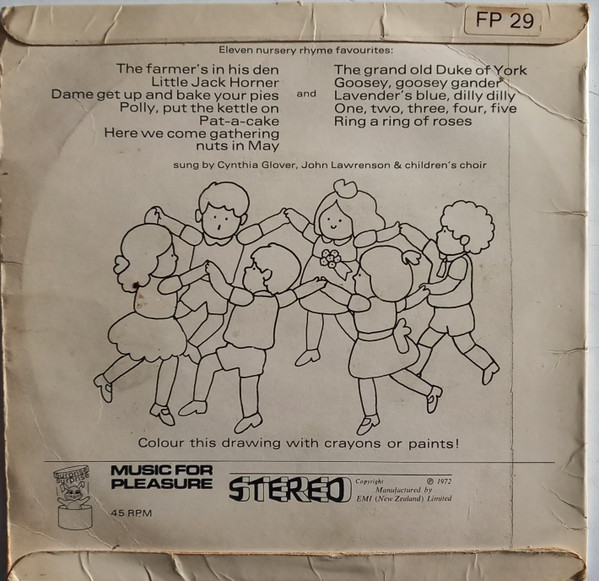 FP 29
Eleven nursery rhyme favourites:
The farmer's in his den
Little Jack Horner
Dame get up and bake your pies
Polly, put the kettle on
Pat-a-cake
Here we come gathering
nuts in May
and
The grand old Duke of York
Goosey, goosey gander
Lavender's blue, dilly dilly
One, two, three, four, five
Ring a ring of roses
sung by Cynthia Glover, John Lawrenson & children's choir
Colour this drawing with crayons or paints!
surprise
surprise
MUSIC FOR
PLEASURE
45 RPM
STEREO
Copyright ℗ 1972
Manufactured by
EMI (New Zealand) Limited